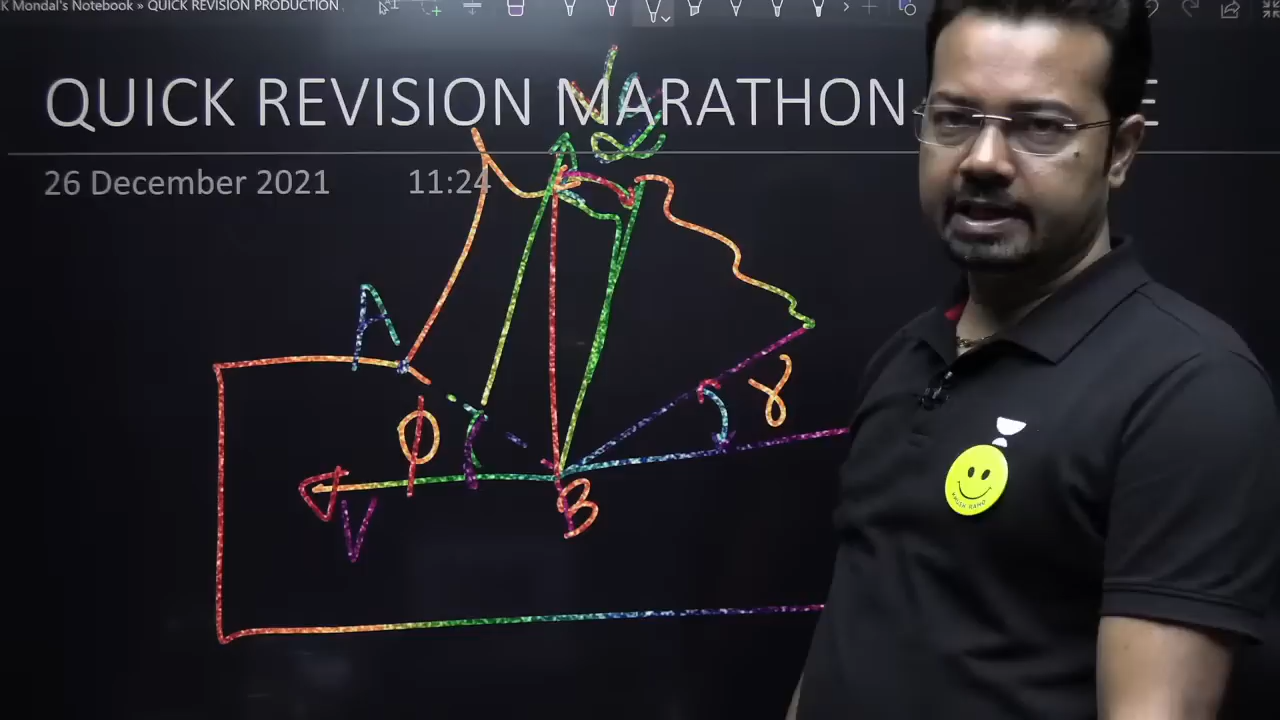 K Mondal's Notebook » QUICK REVISION PRODUCTION
QUICK REVISION MARATHON
E
26 December 2021 11:24
α
A
γ
Φ
B
V